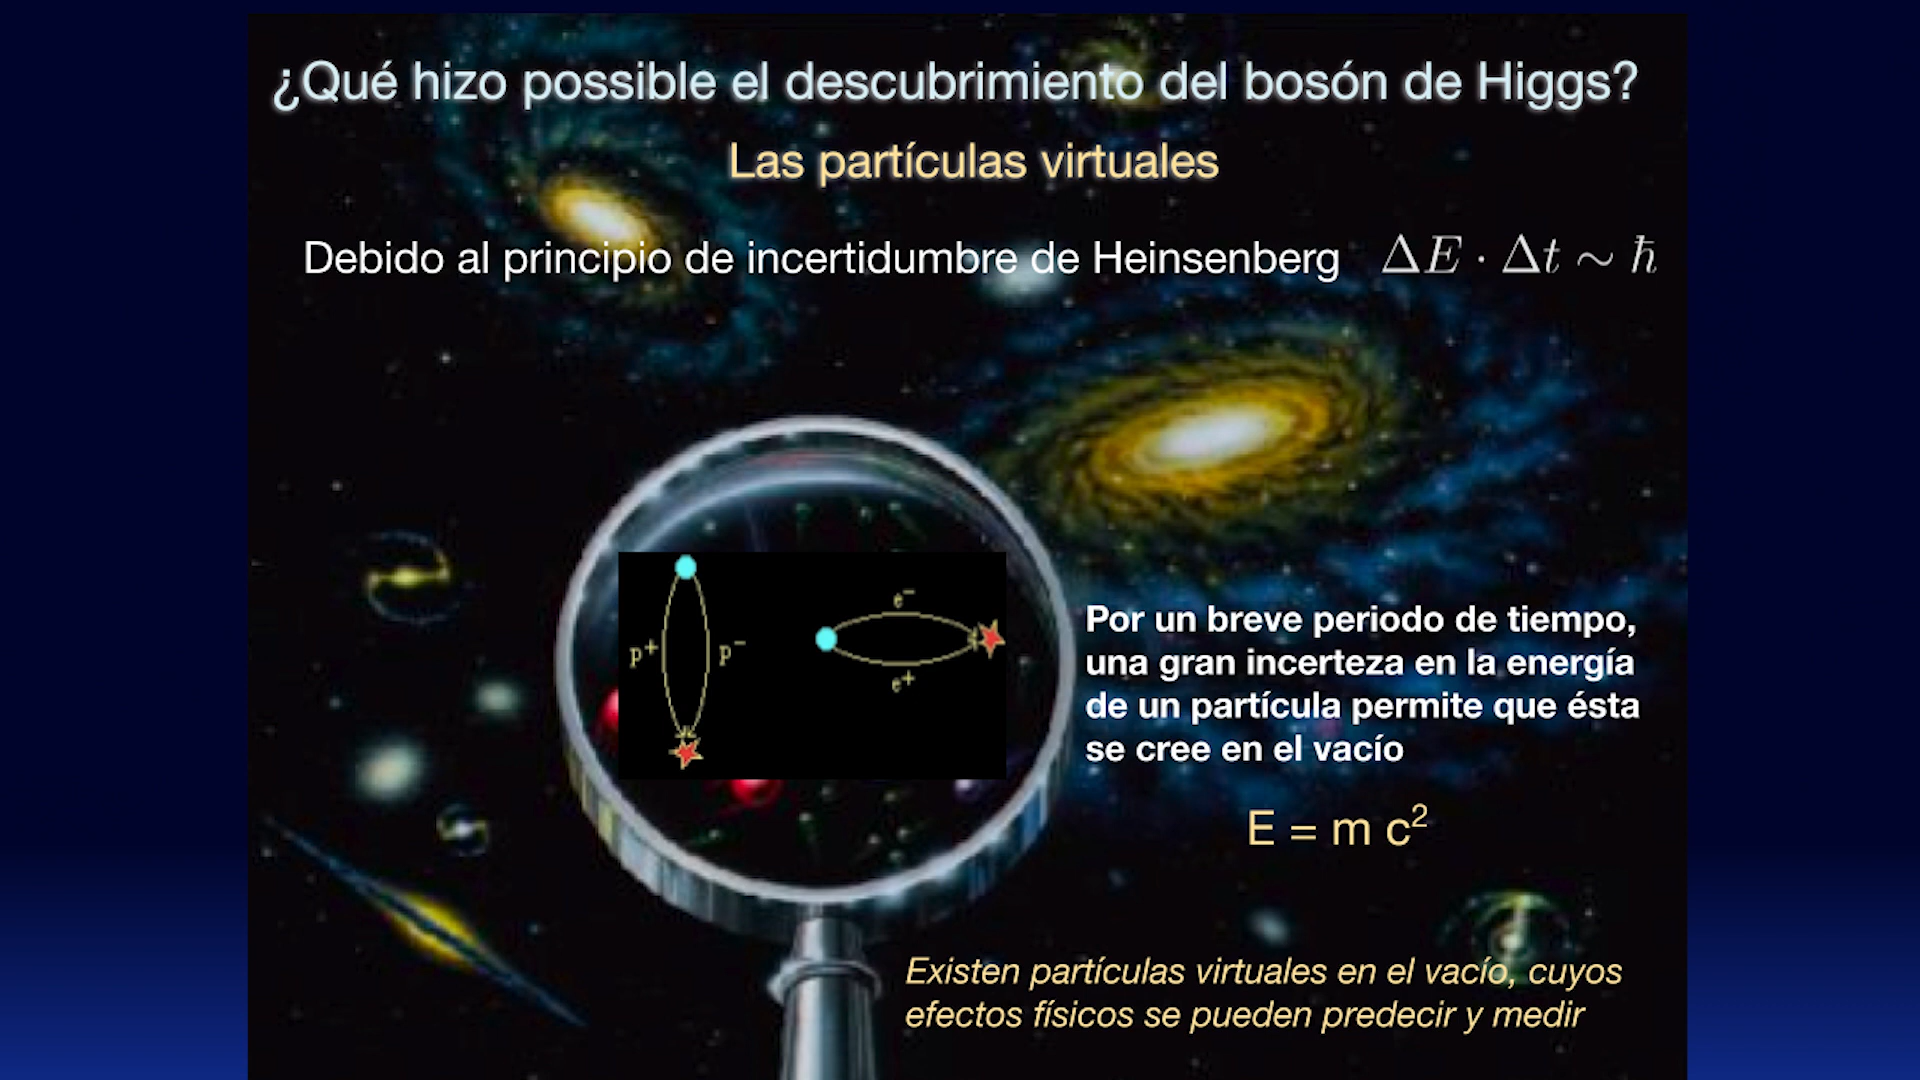 ¿Qué hizo possible el descubrimiento del bosón de Higgs?
Las partículas virtuales
Debido al principio de incertidumbre de Heinsenberg ΔE · Δt ∼ ħ
p⁺ p⁻
e⁻
e⁺
Por un breve periodo de tiempo,
una gran incerteza en la energía
de un partícula permite que ésta
se cree en el vacío
E = m c²
Existen partículas virtuales en el vacío, cuyos
efectos físicos se pueden predecir y medir